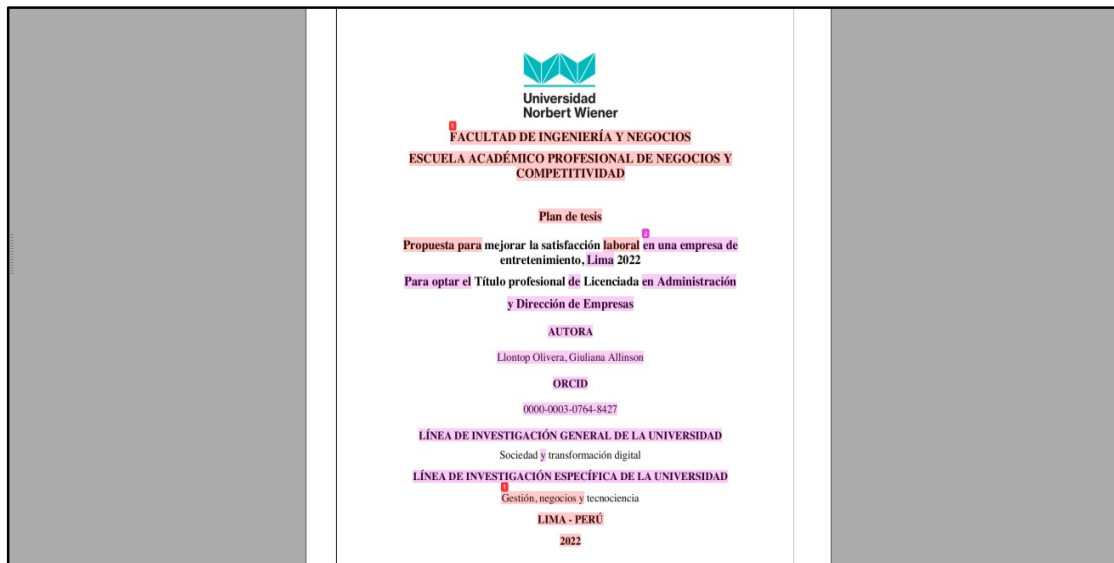 Universidad
Norbert Wiener
1
FACULTAD DE INGENIERÍA Y NEGOCIOS
ESCUELA ACADÉMICO PROFESIONAL DE NEGOCIOS Y
COMPETITIVIDAD
Plan de tesis
2
Propuesta para mejorar la satisfacción laboral en una empresa de
entretenimiento, Lima 2022
Para optar el Título profesional de Licenciada en Administración
y Dirección de Empresas
AUTORA
Llontop Olivera, Giuliana Allinson
ORCID
0000-0003-0764-8427
LÍNEA DE INVESTIGACIÓN GENERAL DE LA UNIVERSIDAD
Sociedad y transformación digital
LÍNEA DE INVESTIGACIÓN ESPECÍFICA DE LA UNIVERSIDAD
1
Gestión, negocios y tecnociencia
LIMA - PERÚ
2022